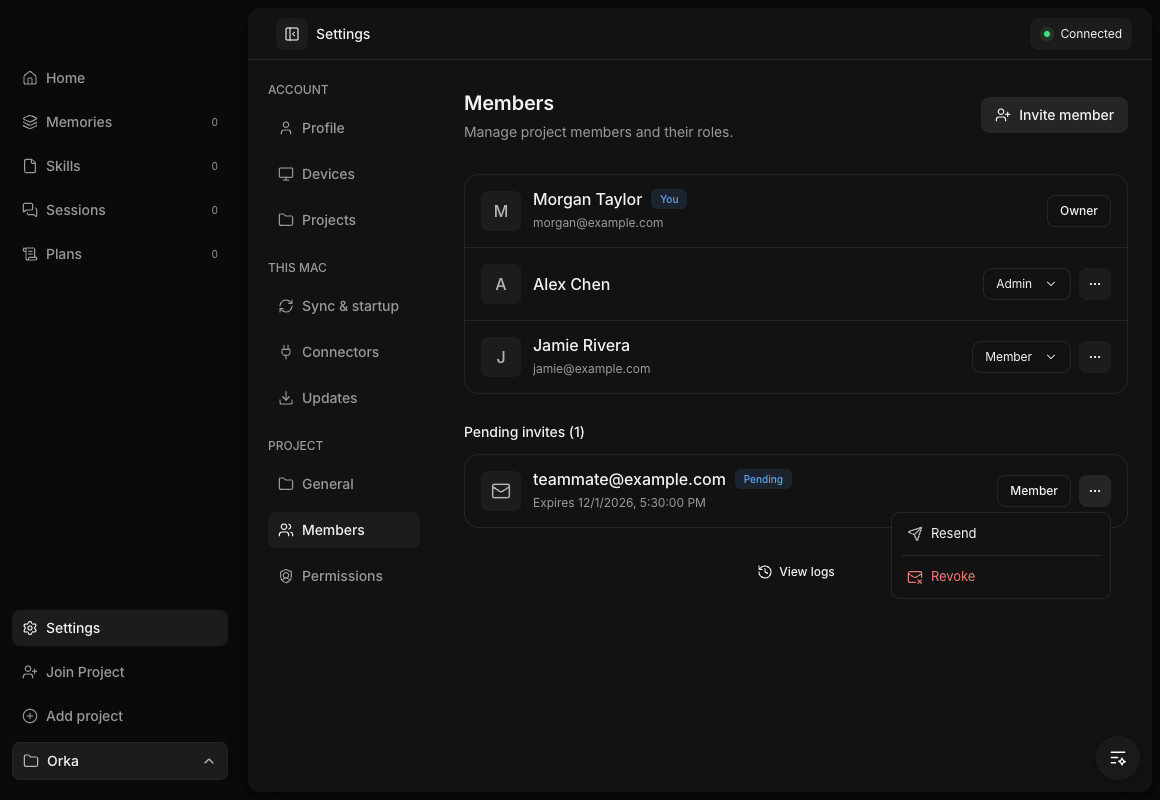 Home
Memories 0
Skills 0
Sessions 0
Plans 0
Settings
Join Project
Add project
Orka
Settings
Connected
ACCOUNT
Profile
Devices
Projects
THIS MAC
Sync & startup
Connectors
Updates
PROJECT
General
Members
Permissions
Members
Manage project members and their roles.
Invite member
M
Morgan Taylor You
morgan@example.com
Owner
A
Alex Chen
Admin
J
Jamie Rivera
jamie@example.com
Member
Pending invites (1)
teammate@example.com Pending
Expires 12/1/2026, 5:30:00 PM
Member
Resend
Revoke
View logs